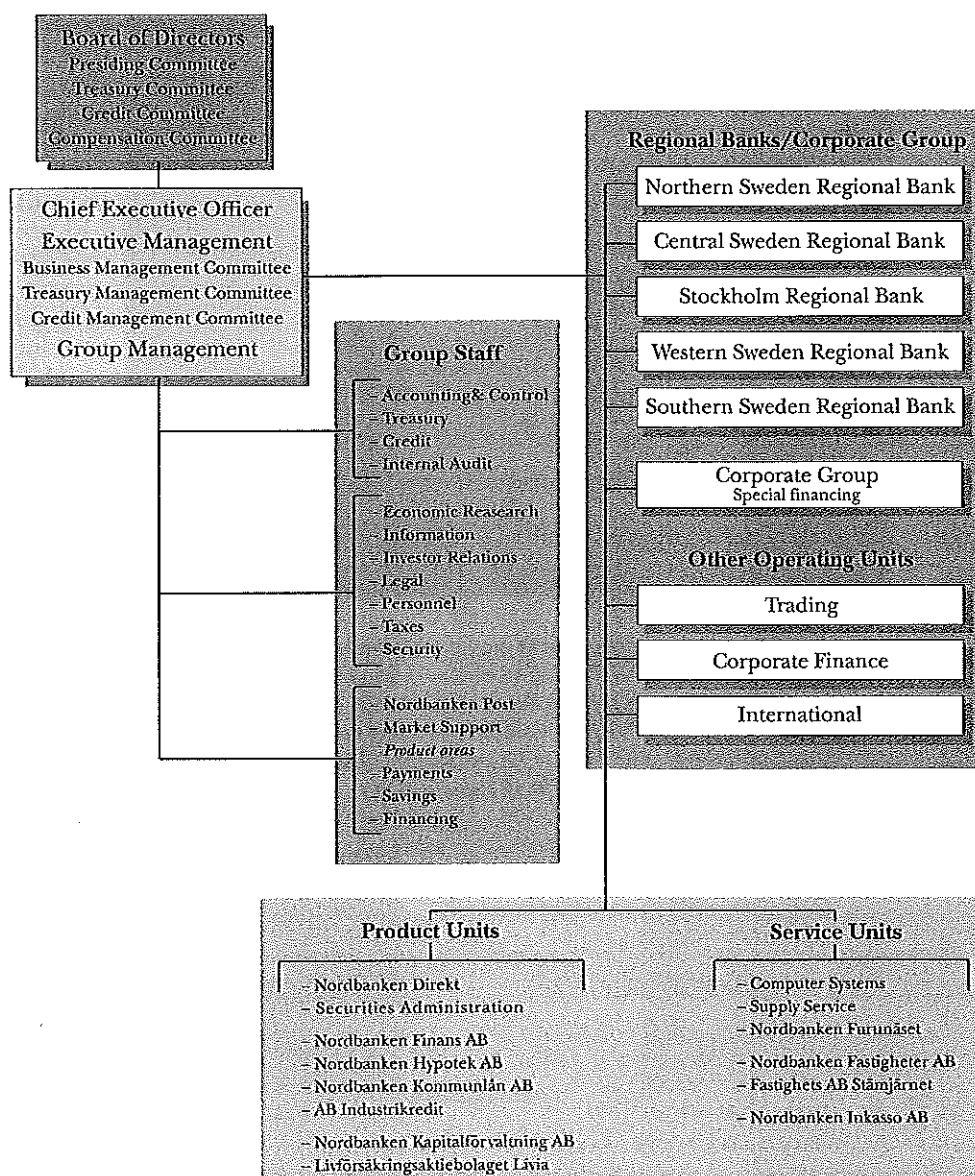 Board of Directors
Presiding Committee
Treasury Committee
Credit Committee
Compensation Committee
Chief Executive Officer
Executive Management
Business Management Committee
Treasury Management Committee
Credit Management Committee
Group Management
Group Staff
– Accounting& Control
– Treasury
– Credit
– Internal Audit
– Economic Reasearch
– Information
– Investor Relations
– Legal
– Personnel
– Taxes
– Security
– Nordbanken Post
– Market Support
– Product areas
– Payments
– Savings
– Financing
Regional Banks/Corporate Group
Northern Sweden Regional Bank
Central Sweden Regional Bank
Stockholm Regional Bank
Western Sweden Regional Bank
Southern Sweden Regional Bank
Corporate Group
Special financing
Other Operating Units
Trading
Corporate Finance
International
Product Units
– Nordbanken Direkt
– Securities Administration
– Nordbanken Finans AB
– Nordbanken Hypotek AB
– Nordbanken Kommunlån AB
– AB Industrikredit
– Nordbanken Kapitalförvaltning AB
– Livförsäkringsaktiebolaget Livia
Service Units
– Computer Systems
– Supply Service
– Nordbanken Furunäset
– Nordbanken Fastigheter AB
– Fastighets AB Stämjärnet
– Nordbanken Inkasso AB